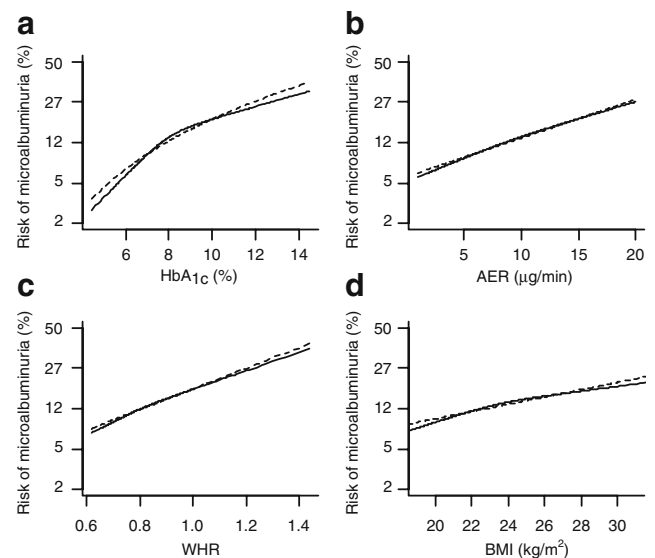 a
Risk of microalbuminuria (%)
50
27
12
5
2
6 8 10 12 14
HbA1c (%)
b
Risk of microalbuminuria (%)
50
27
12
5
2
5 10 15 20
AER (µg/min)
c
Risk of microalbuminuria (%)
50
27
12
5
2
0.6 0.8 1.0 1.2 1.4
WHR
d
Risk of microalbuminuria (%)
50
27
12
5
2
20 22 24 26 28 30
BMI (kg/m²)